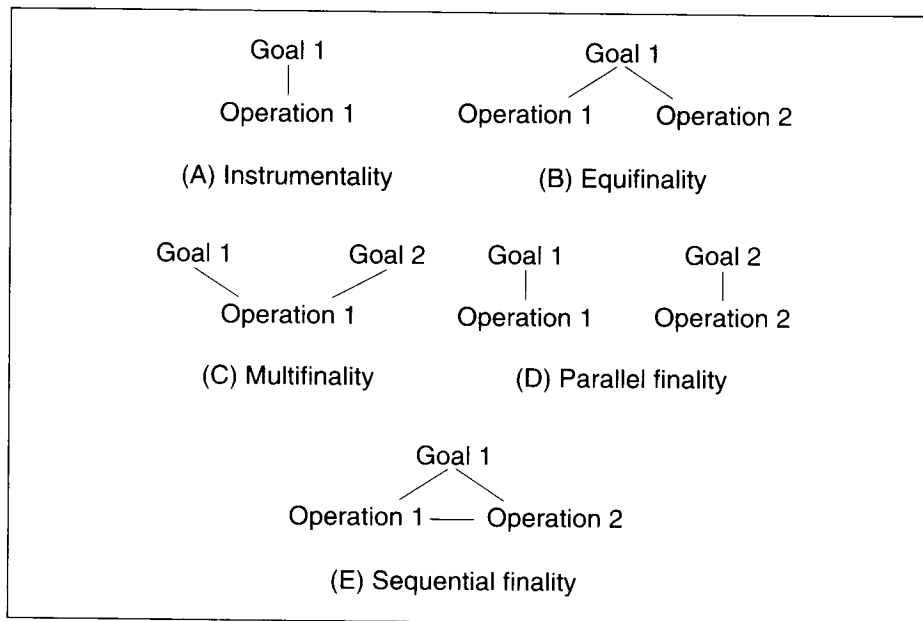 Goal 1
Operation 1
(A) Instrumentality
Goal 1
Operation 1 Operation 2
(B) Equifinality
Goal 1 Goal 2
Operation 1
(C) Multifinality
Goal 1 Goal 2
Operation 1 Operation 2
(D) Parallel finality
Goal 1
Operation 1 Operation 2
(E) Sequential finality